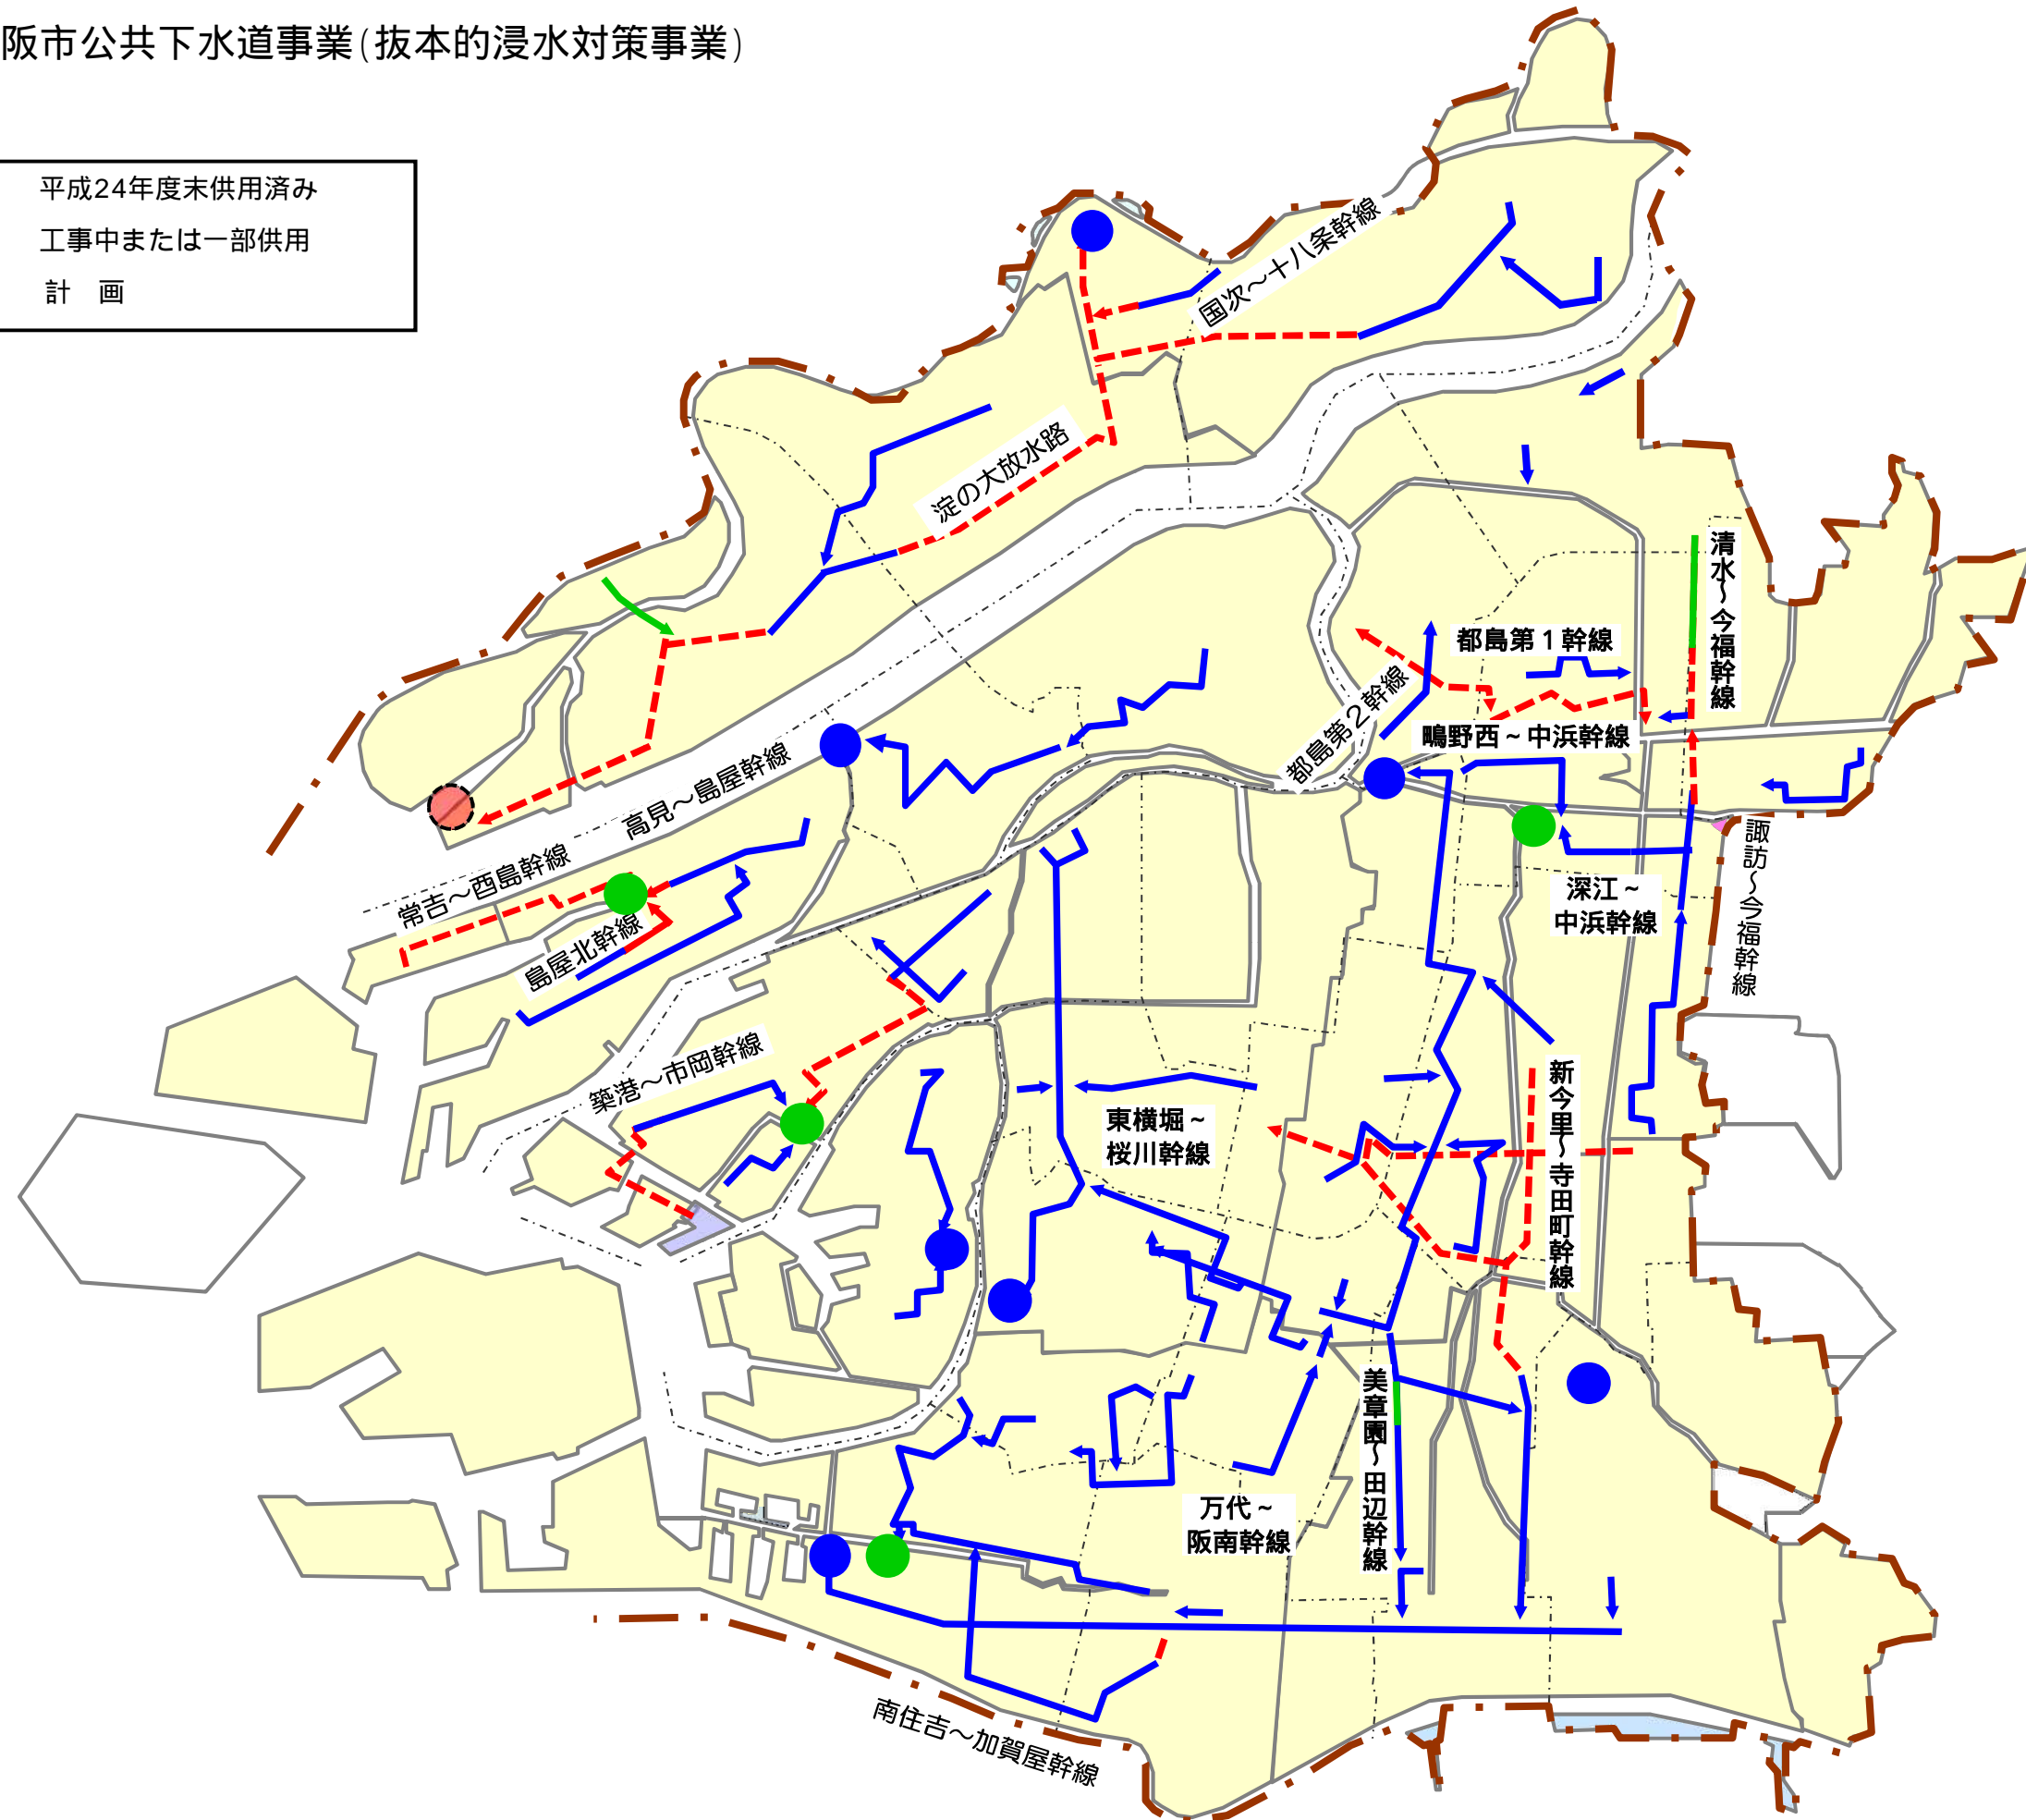 阪市公共下水道事業(抜本的浸水対策事業)
平成24年度末供用済み
工事中または一部供用
計　画
国次～十八条幹線
淀の大放水路
清水～今福幹線
都島第１幹線
都島第２幹線
鴫野西～中浜幹線
高見～島屋幹線
常吉～酉島幹線
島屋北幹線
諏訪～今福幹線
深江～
中浜幹線
築港～市岡幹線
東横堀～
桜川幹線
新今里～寺田町幹線
美章園～田辺幹線
万代～
阪南幹線
南住吉～加賀屋幹線